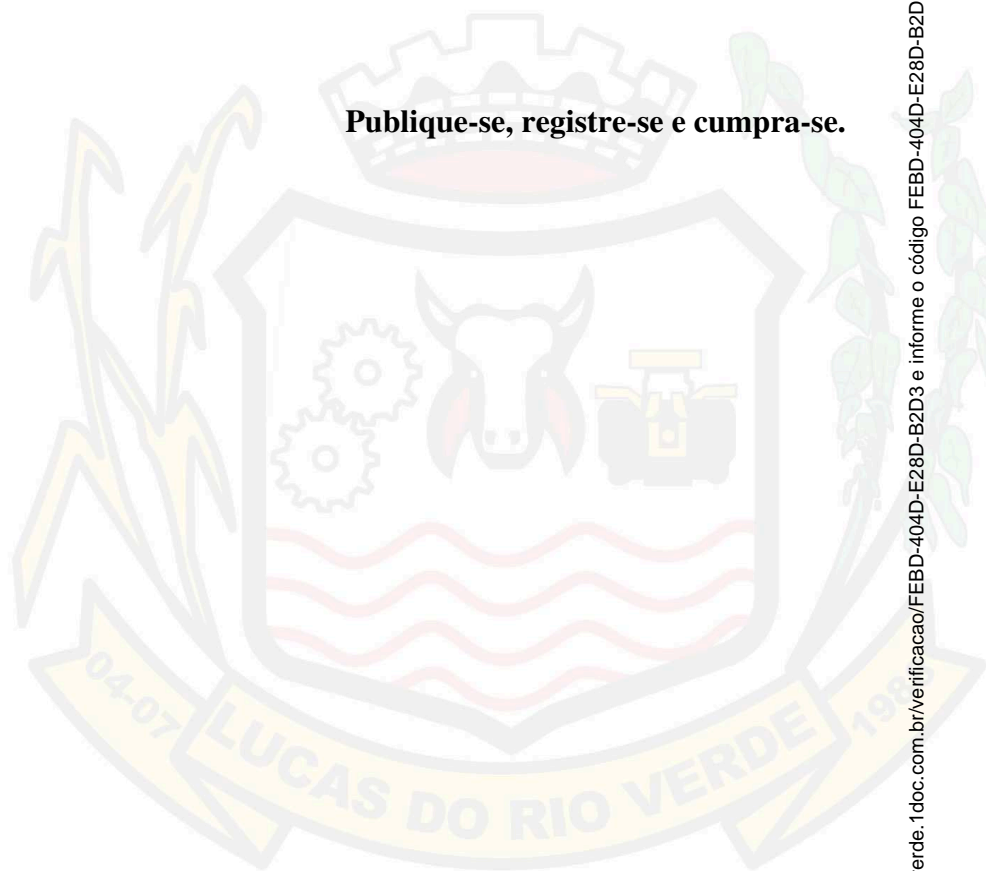 Publique-se, registre-se e cumpra-se.
04-07
LUCAS DO RIO VERDE
erde.1doc.com.br/verificacao/FEBD-404D-E28D-B2D3 e informe o código FEBD-404D-E28D-B2D